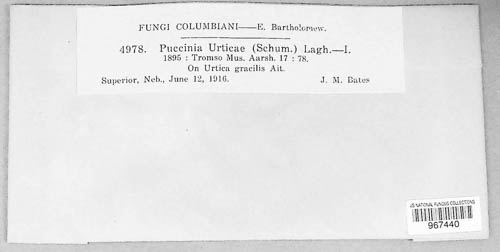 FUNGI COLUMBIANI——E. Bartholomew.
4978. Puccinia Urticae (Schum.) Lagh.—I.
1895 : Tromso Mus. Aarsh. 17 : 78.
On Urtica gracilis Ait.
Superior, Neb., June 12, 1916. J. M. Bates
US NATIONAL FUNGUS COLLECTIONS
967440